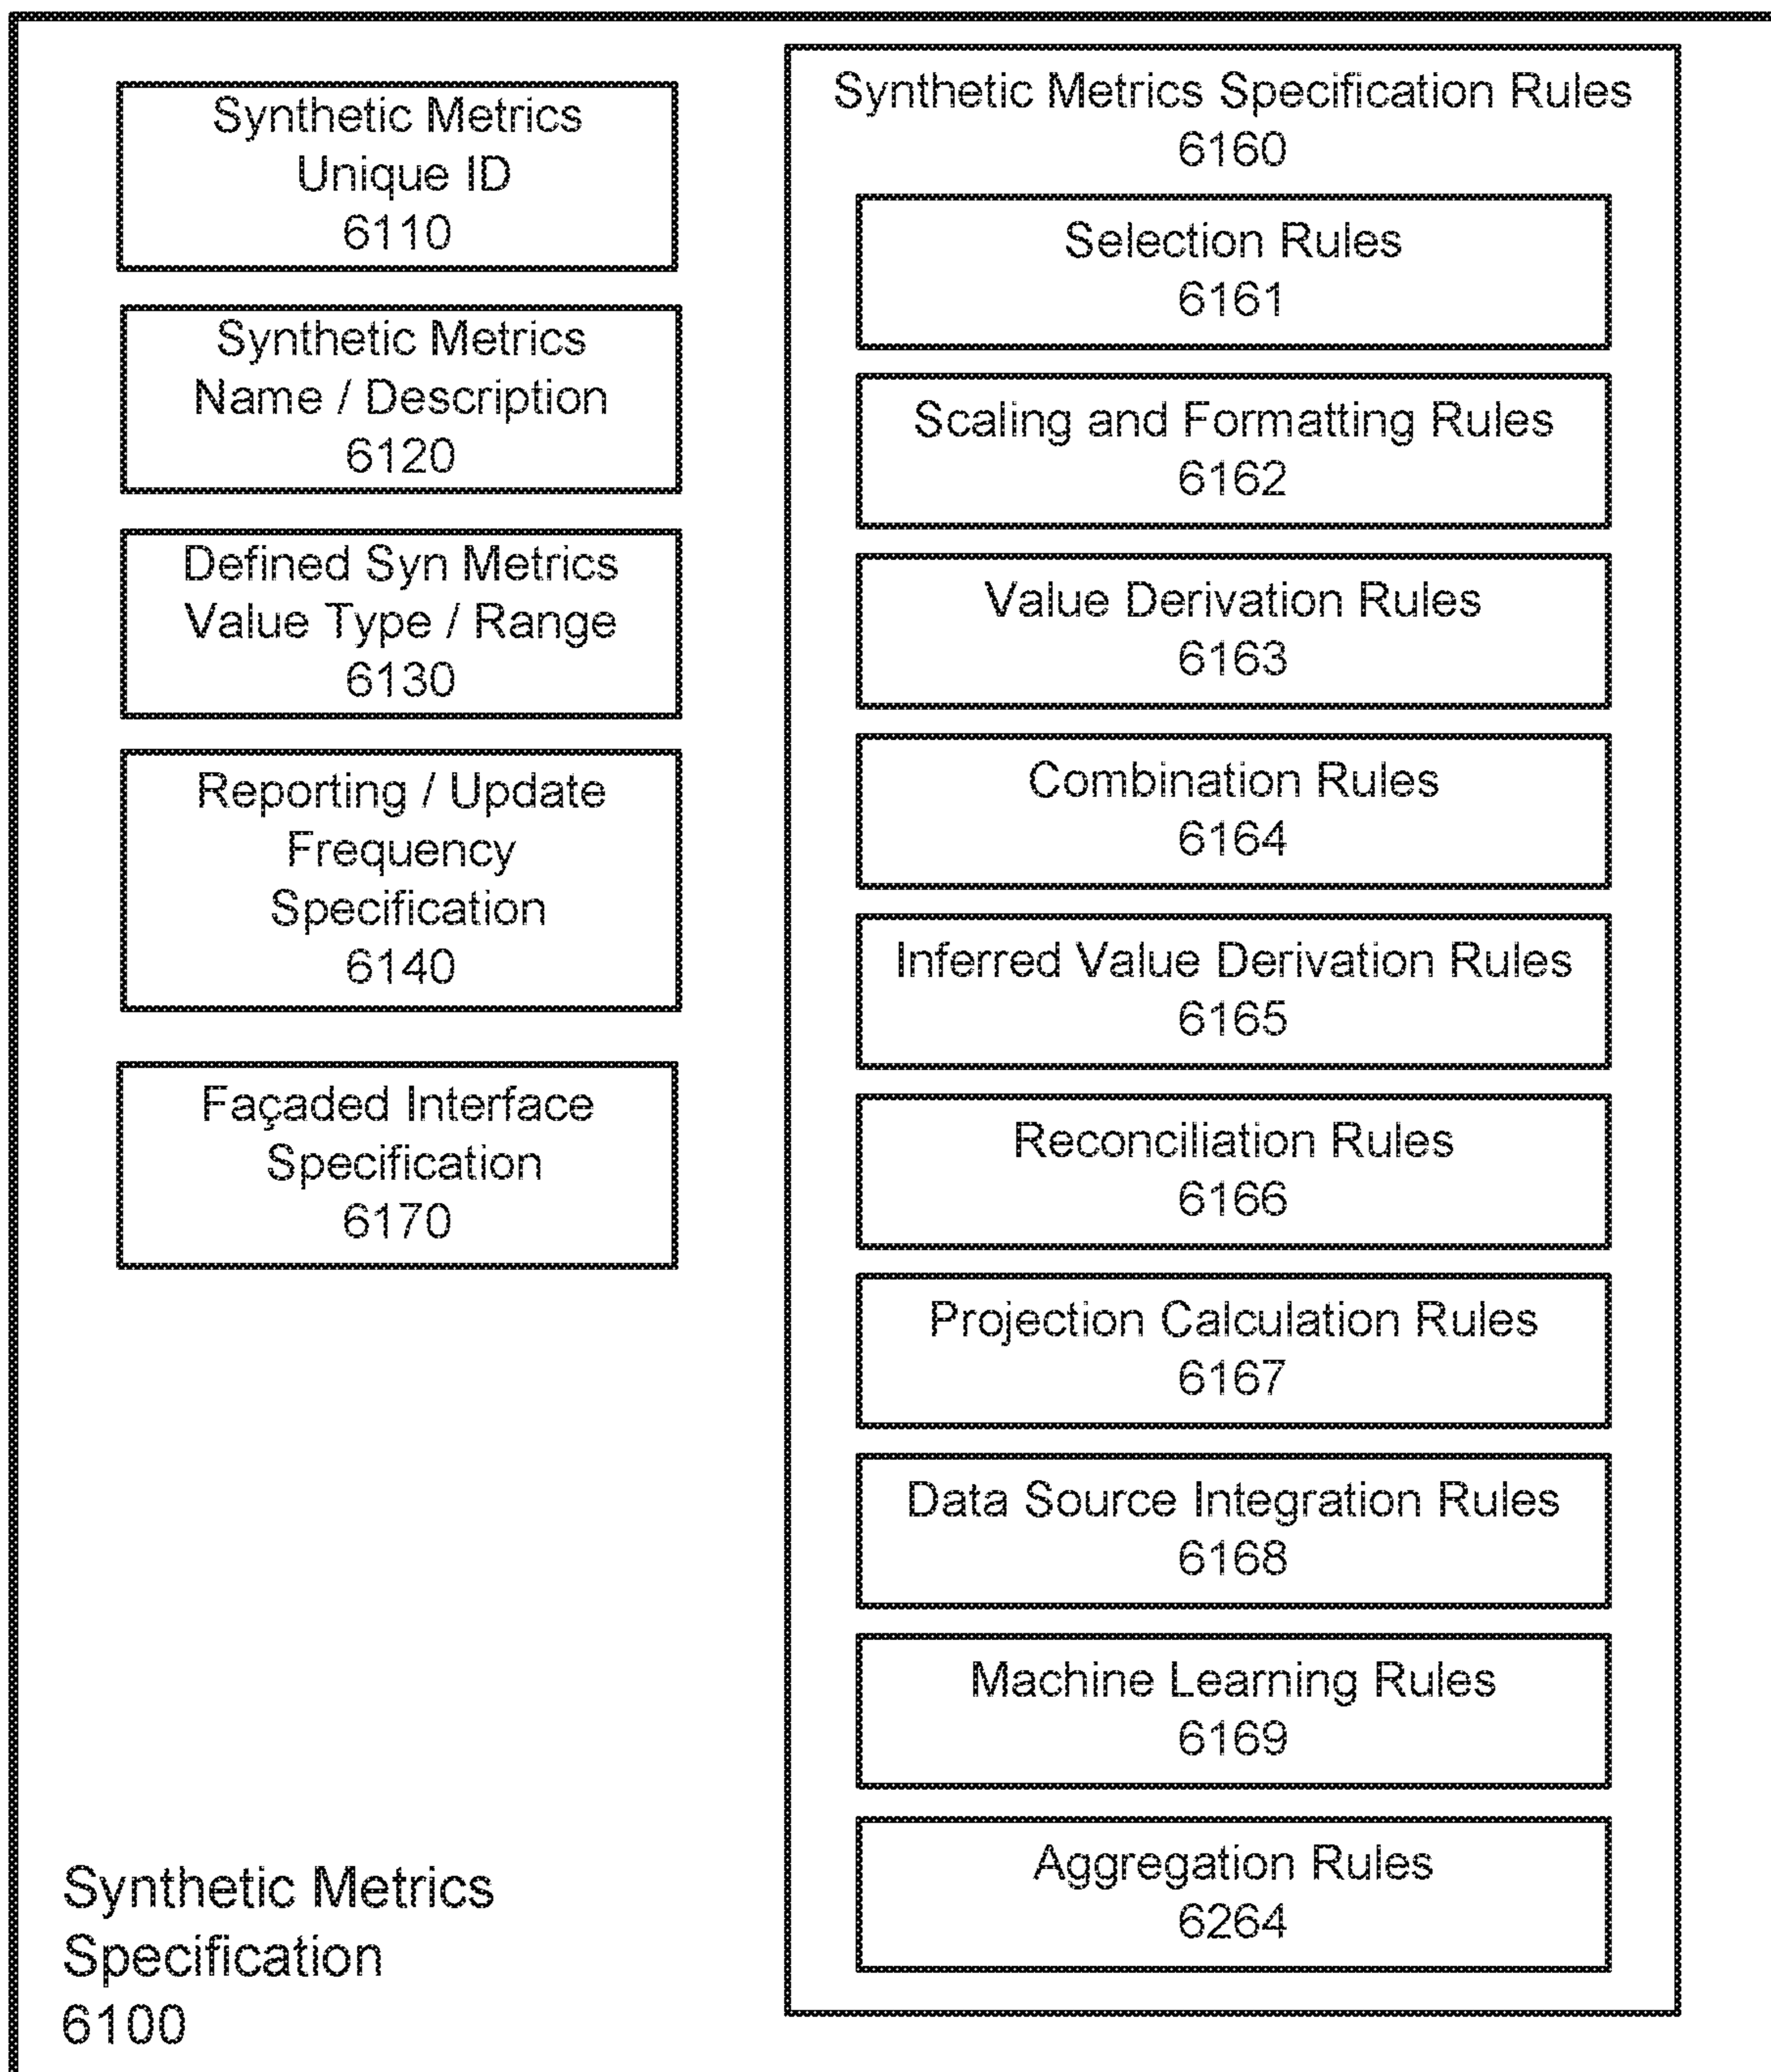 Synthetic Metrics
Unique ID
6110
Synthetic Metrics
Name / Description
6120
Defined Syn Metrics
Value Type / Range
6130
Reporting / Update
Frequency
Specification
6140
Façaded Interface
Specification
6170
Synthetic Metrics
Specification
6100
Synthetic Metrics Specification Rules
6160
Selection Rules
6161
Scaling and Formatting Rules
6162
Value Derivation Rules
6163
Combination Rules
6164
Inferred Value Derivation Rules
6165
Reconciliation Rules
6166
Projection Calculation Rules
6167
Data Source Integration Rules
6168
Machine Learning Rules
6169
Aggregation Rules
6264